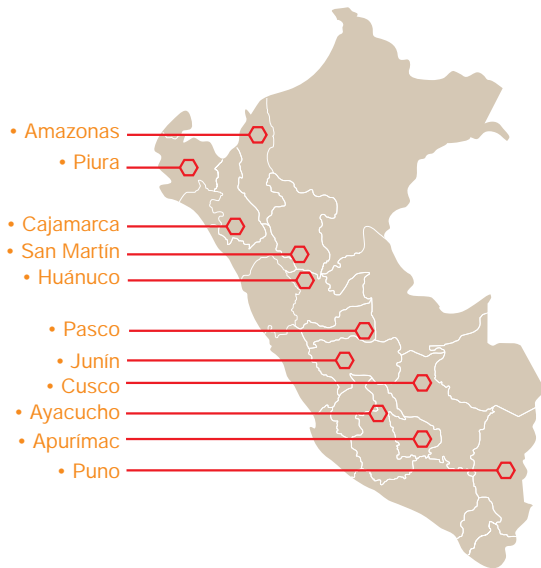 • Amazonas
• Piura
• Cajamarca
• San Martín
• Huánuco
• Pasco
• Junín
• Cusco
• Ayacucho
• Apurímac
• Puno